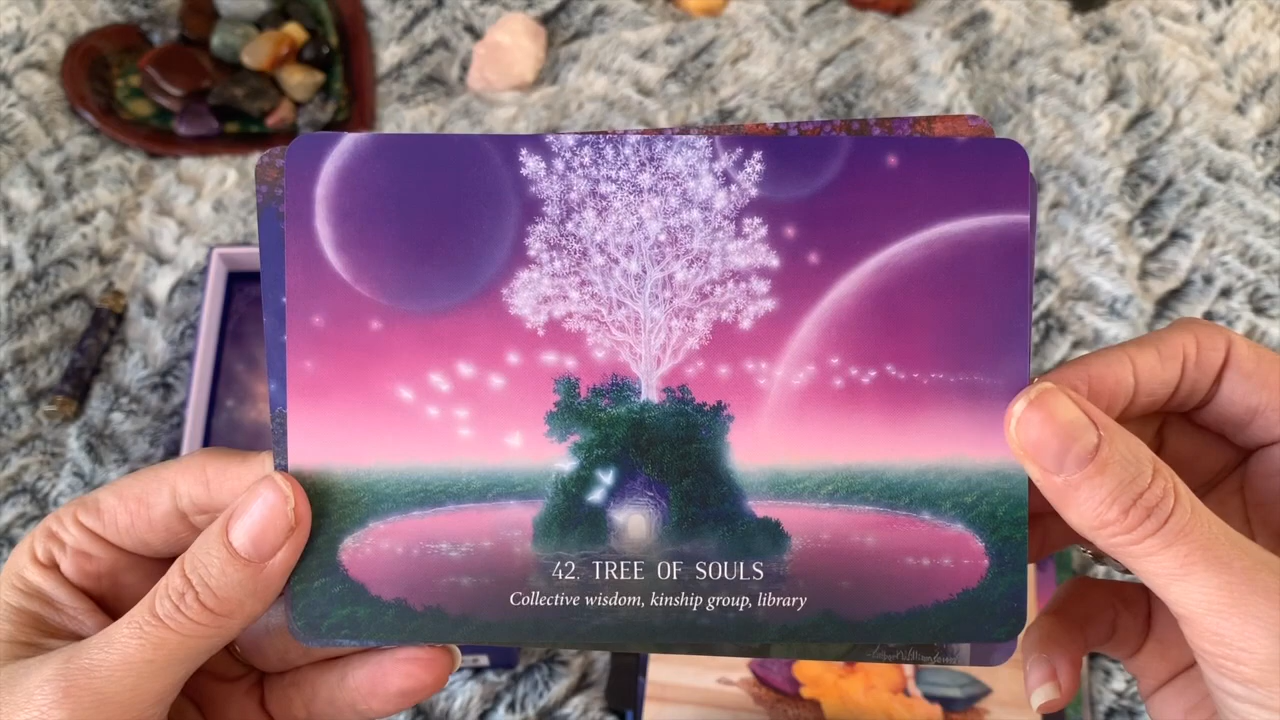 42. TREE OF SOULS
Collective wisdom, kinship group, library